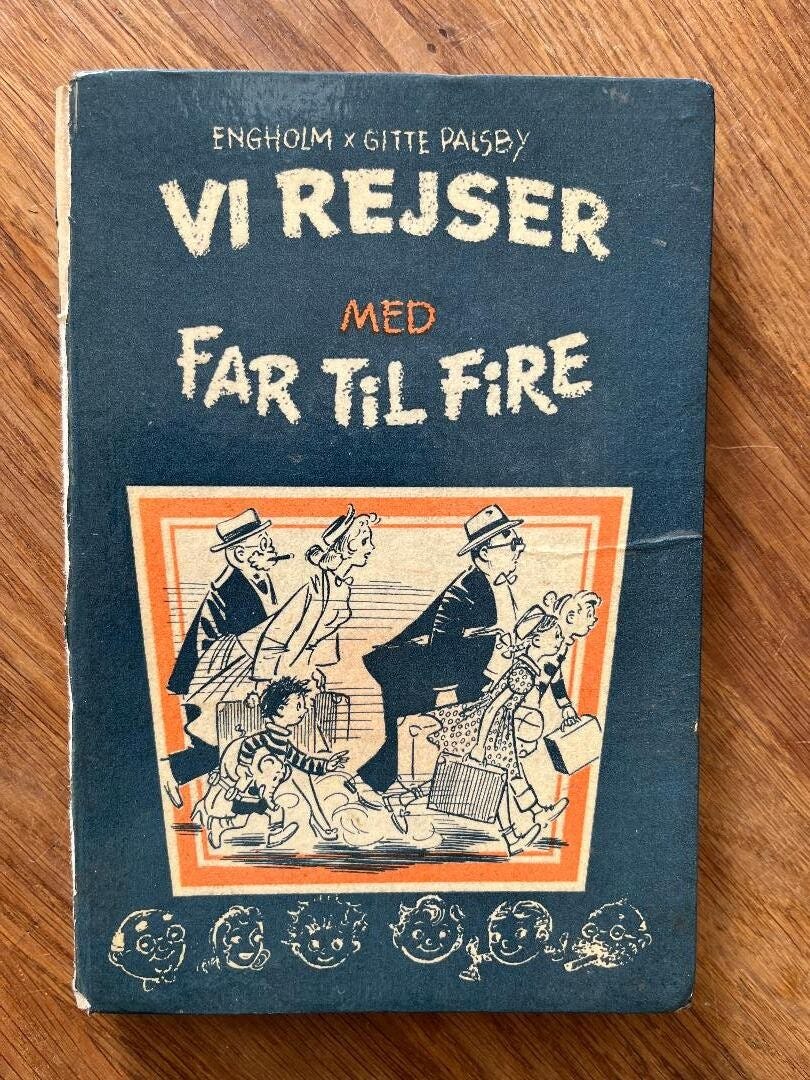 ENGHOLM x GITTE PALSBY
VI REJSER
MED
FAR TiL FiRE